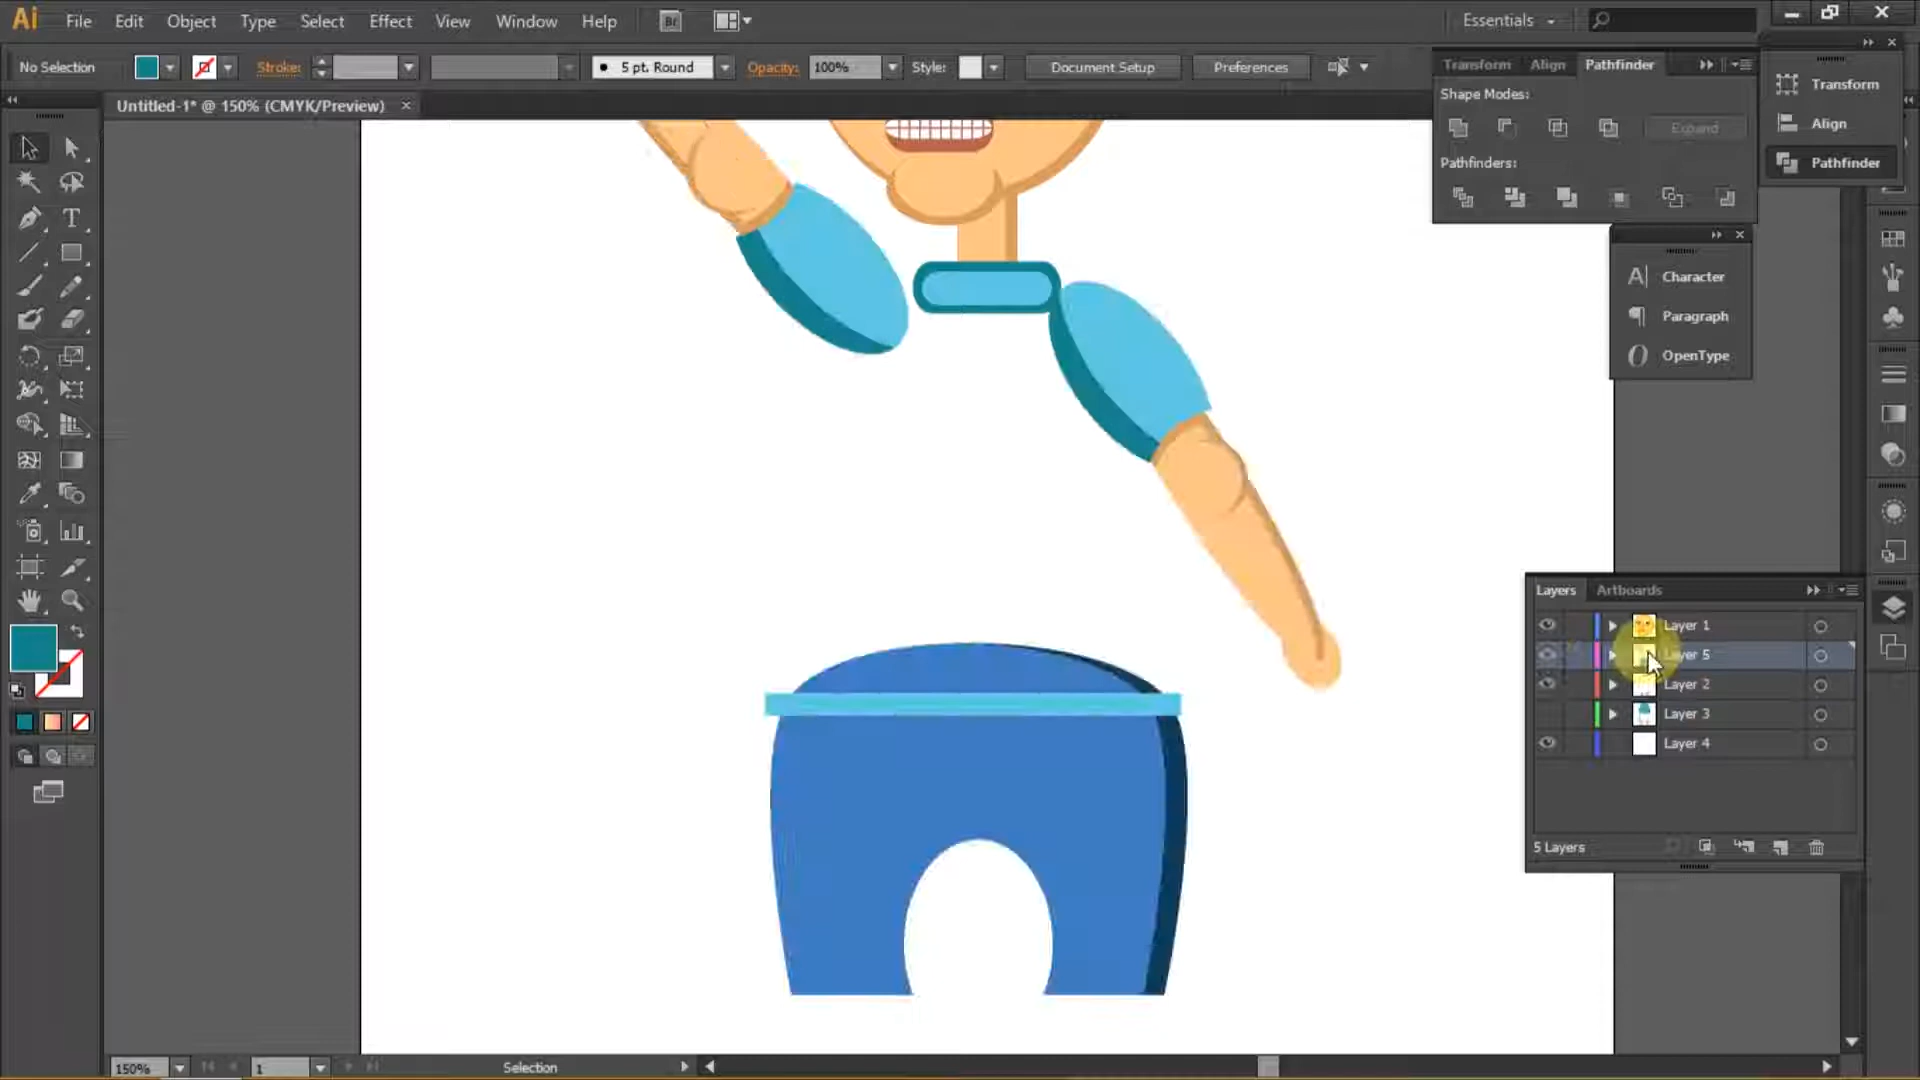 Ai File Edit Object Type Select Effect View Window Help Br Essentials
No Selection Stroke: 5 pt. Round Opacity: 100% Style: Document Setup Preferences
Untitled-1* @ 150% (CMYK/Preview) ×
Transform Align Pathfinder
Shape Modes:
Expand
Pathfinders:
Transform
Align
Pathfinder
Character
Paragraph
OpenType
Layers Artboards
Layer 1
Layer 5
Layer 2
Layer 3
Layer 4
5 Layers
150% 1 Selection